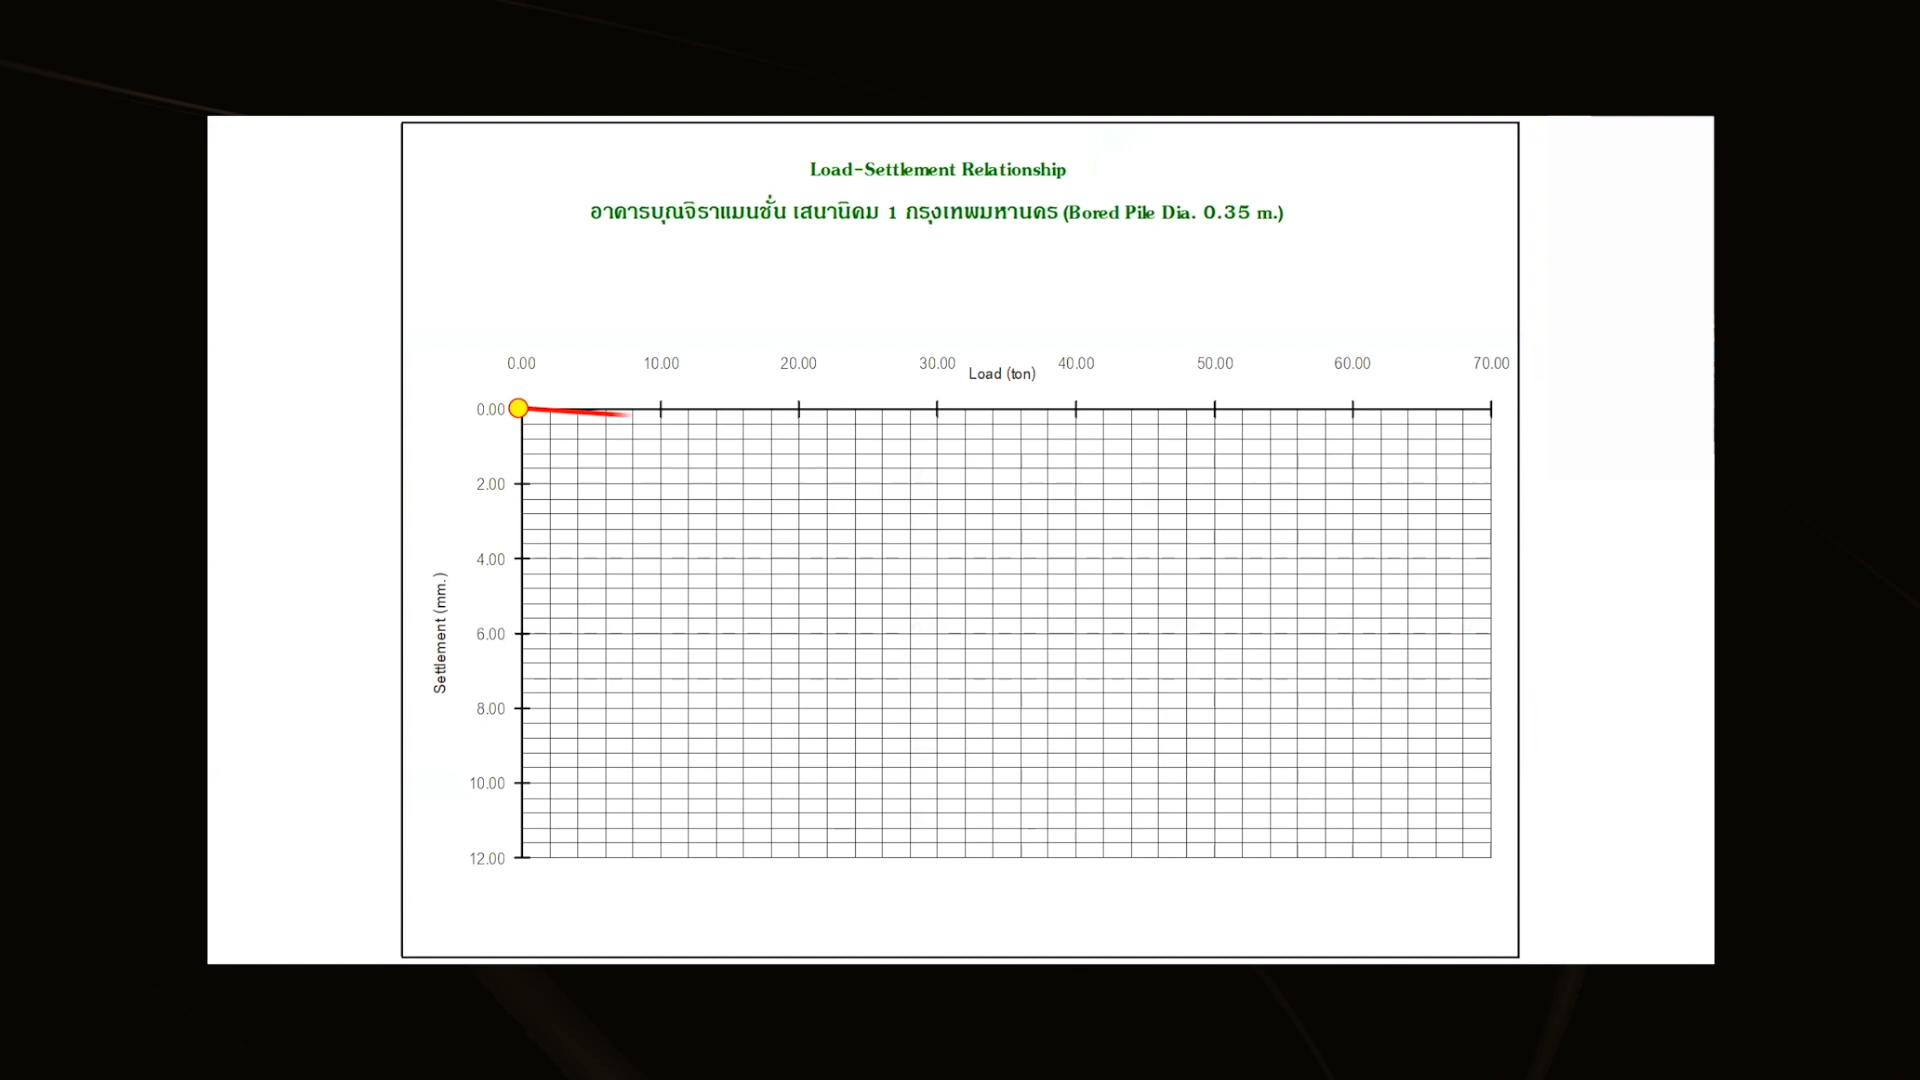 Load-Settlement Relationship
อาคารบุณจิราแมนชั่น เสนานิคม 1 กรุงเทพมหานคร (Bored Pile Dia. 0.35 m.)
0.00 10.00 20.00 30.00 40.00 50.00 60.00 70.00
Load (ton)
0.00
2.00
4.00
6.00
8.00
10.00
12.00
Settlement (mm.)